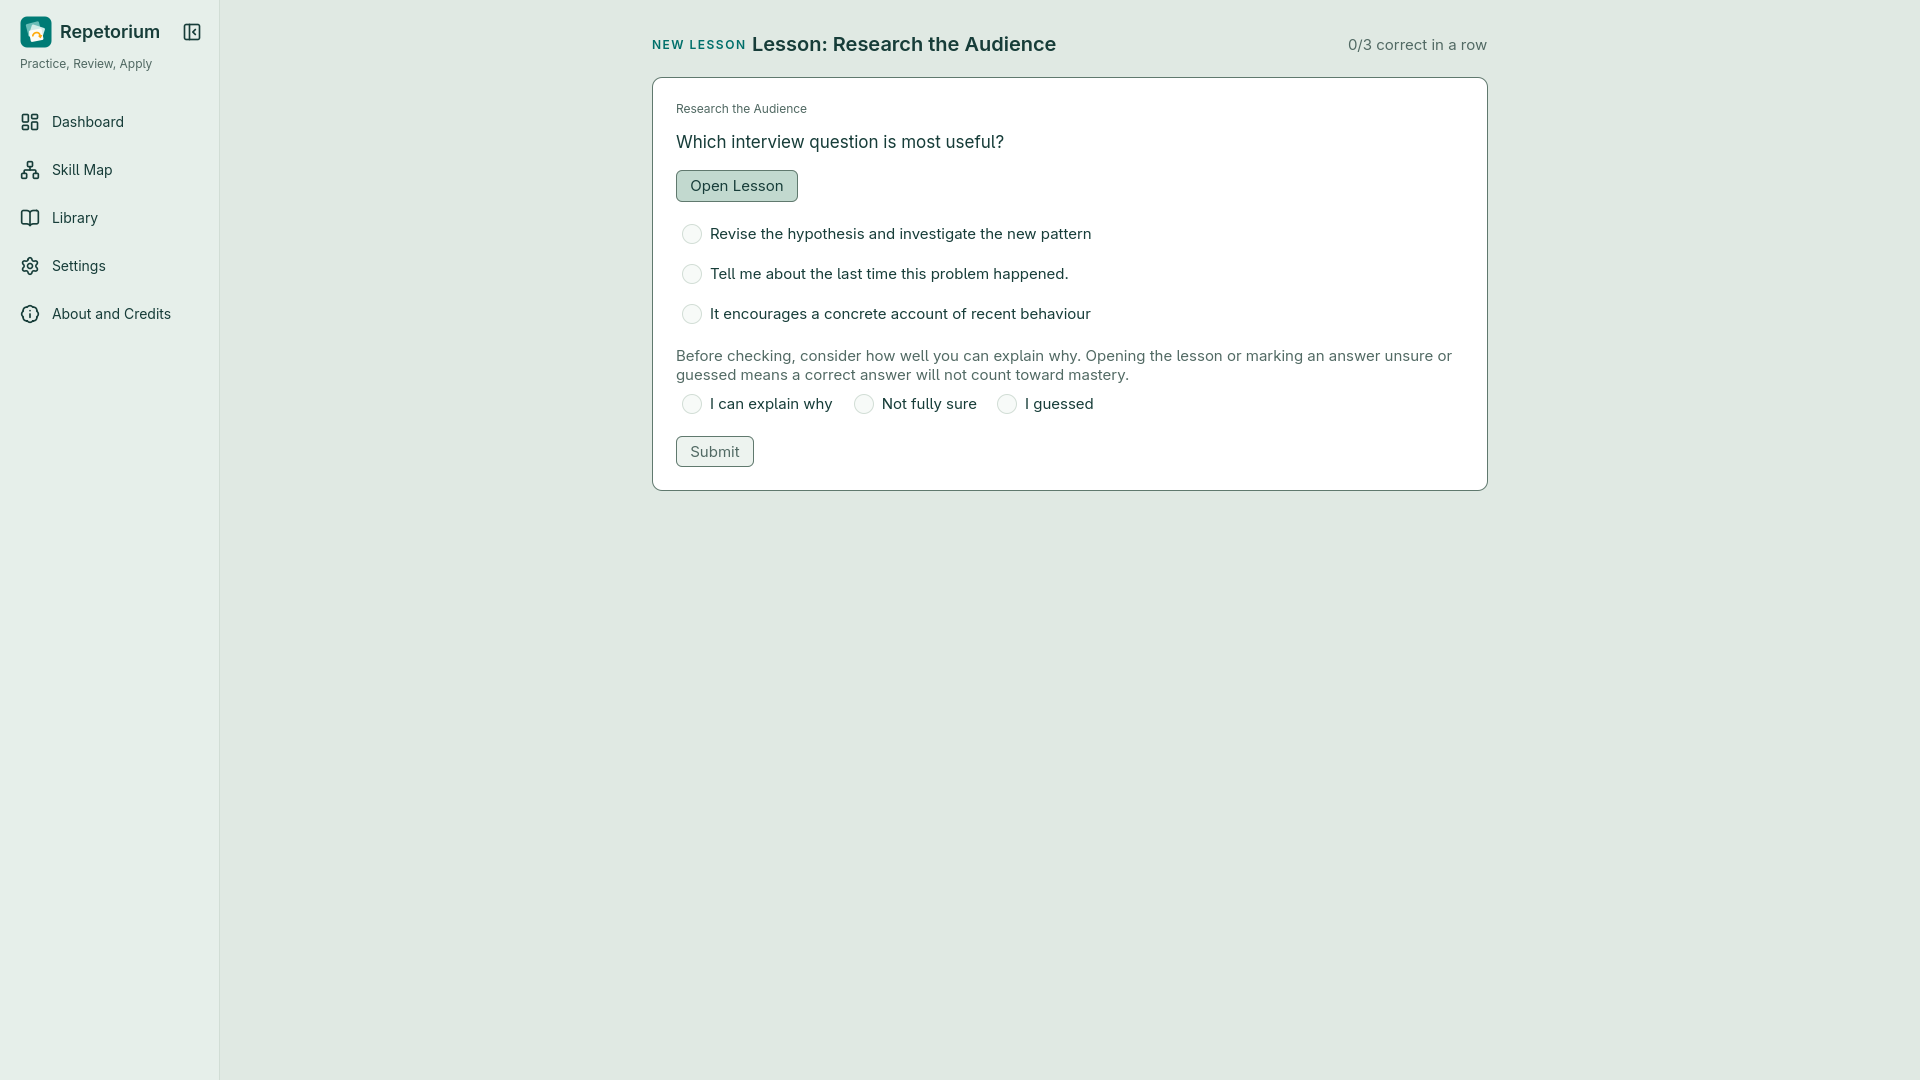 Repetorium
Practice, Review, Apply
Dashboard
Skill Map
Library
Settings
About and Credits
NEW LESSON Lesson: Research the Audience
0/3 correct in a row
Research the Audience
Which interview question is most useful?
Open Lesson
Revise the hypothesis and investigate the new pattern
Tell me about the last time this problem happened.
It encourages a concrete account of recent behaviour
Before checking, consider how well you can explain why. Opening the lesson or marking an answer unsure or
guessed means a correct answer will not count toward mastery.
I can explain why Not fully sure I guessed
Submit